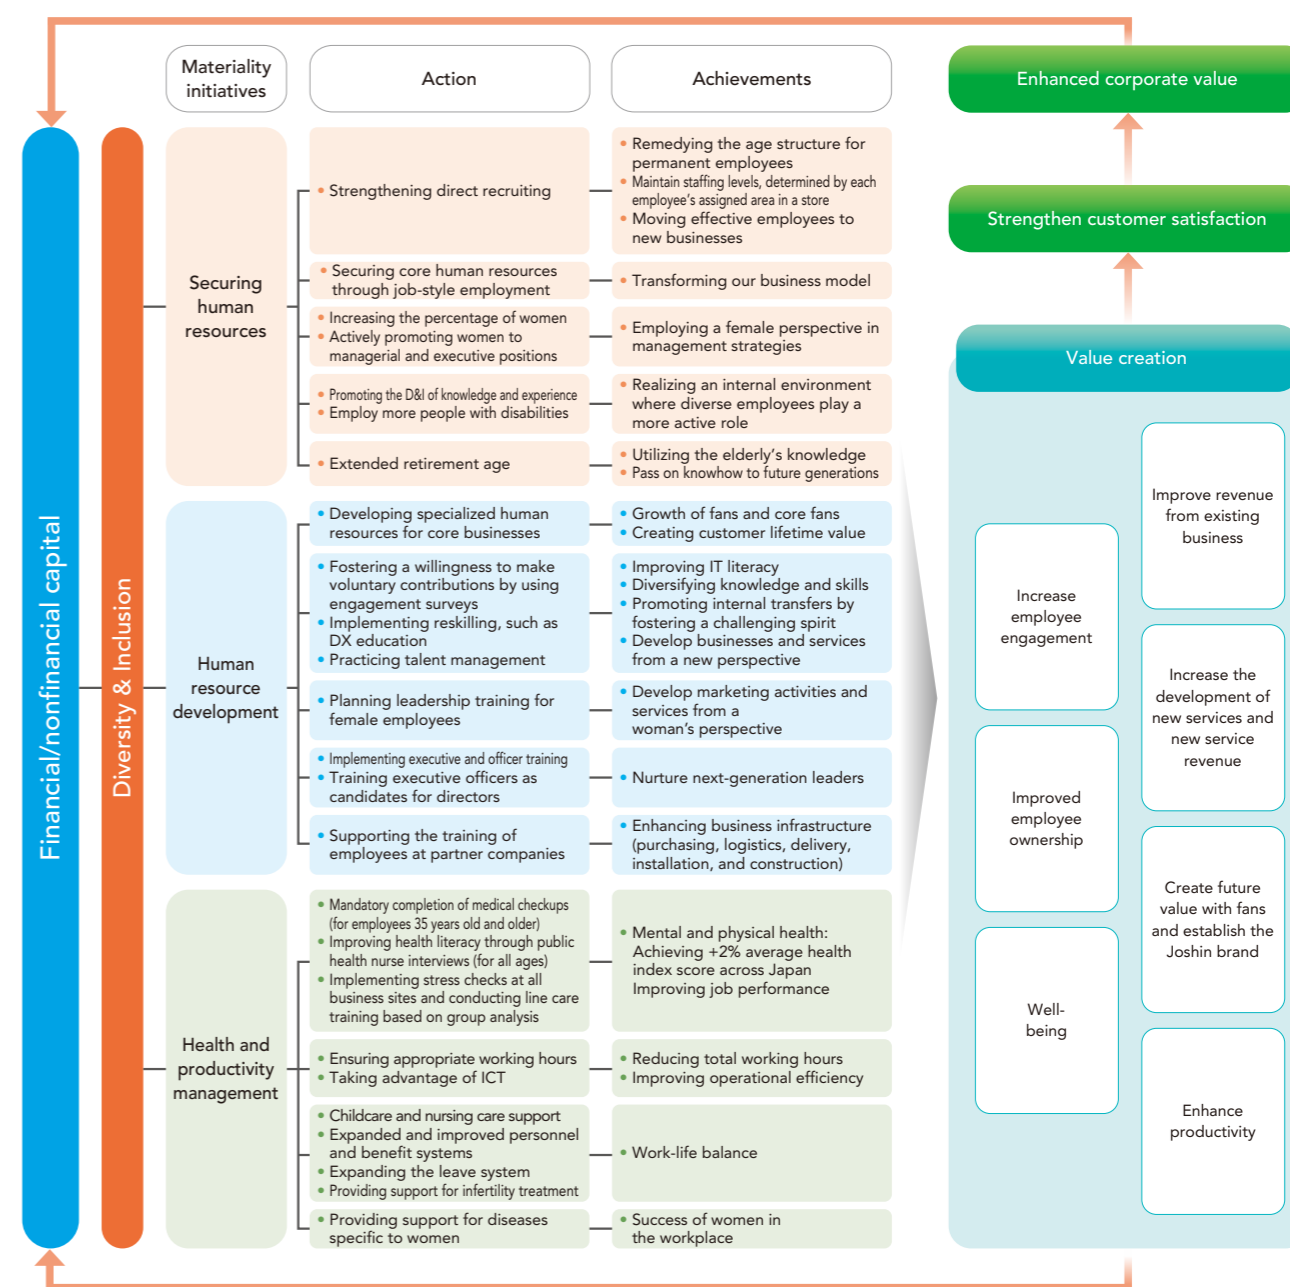 Materiality
initiatives
Action
Achievements
Enhanced corporate value
Strengthen customer satisfaction
Value creation
Financial/nonfinancial capital
Diversity & Inclusion
Securing
human
resources
• Strengthening direct recruiting
• Remedying the age structure for
permanent employees
• Maintain staffing levels, determined by each
employee's assigned area in a store
• Moving effective employees to
new businesses
• Securing core human resources
through job-style employment
• Transforming our business model
• Increasing the percentage of women
• Actively promoting women to
managerial and executive positions
• Employing a female perspective in
management strategies
• Promoting the D&I of knowledge and experience
• Employ more people with disabilities
• Realizing an internal environment
where diverse employees play a
more active role
• Extended retirement age
• Utilizing the elderly's knowledge
• Pass on knowhow to future generations
Human
resource
development
• Developing specialized human
resources for core businesses
• Growth of fans and core fans
• Creating customer lifetime value
• Fostering a willingness to make
voluntary contributions by using
engagement surveys
• Implementing reskilling, such as
DX education
• Practicing talent management
• Improving IT literacy
• Diversifying knowledge and skills
• Promoting internal transfers by
fostering a challenging spirit
• Develop businesses and services
from a new perspective
• Planning leadership training for
female employees
• Develop marketing activities and
services from a
woman's perspective
• Implementing executive and officer training
• Training executive officers as
candidates for directors
• Nurture next-generation leaders
• Supporting the training of
employees at partner companies
• Enhancing business infrastructure
(purchasing, logistics, delivery,
installation, and construction)
Health and
productivity
management
• Mandatory completion of medical checkups
(for employees 35 years old and older)
• Improving health literacy through public
health nurse interviews (for all ages)
• Implementing stress checks at all
business sites and conducting line care
training based on group analysis
• Mental and physical health:
Achieving +2% average health
index score across Japan
Improving job performance
• Ensuring appropriate working hours
• Taking advantage of ICT
• Reducing total working hours
• Improving operational efficiency
• Childcare and nursing care support
• Expanded and improved personnel
and benefit systems
• Expanding the leave system
• Providing support for infertility treatment
• Work-life balance
• Providing support for diseases
specific to women
• Success of women in
the workplace
Increase
employee
engagement
Improved
employee
ownership
Well-
being
Improve revenue
from existing
business
Increase the
development of
new services and
new service
revenue
Create future
value with fans
and establish the
Joshin brand
Enhance
productivity